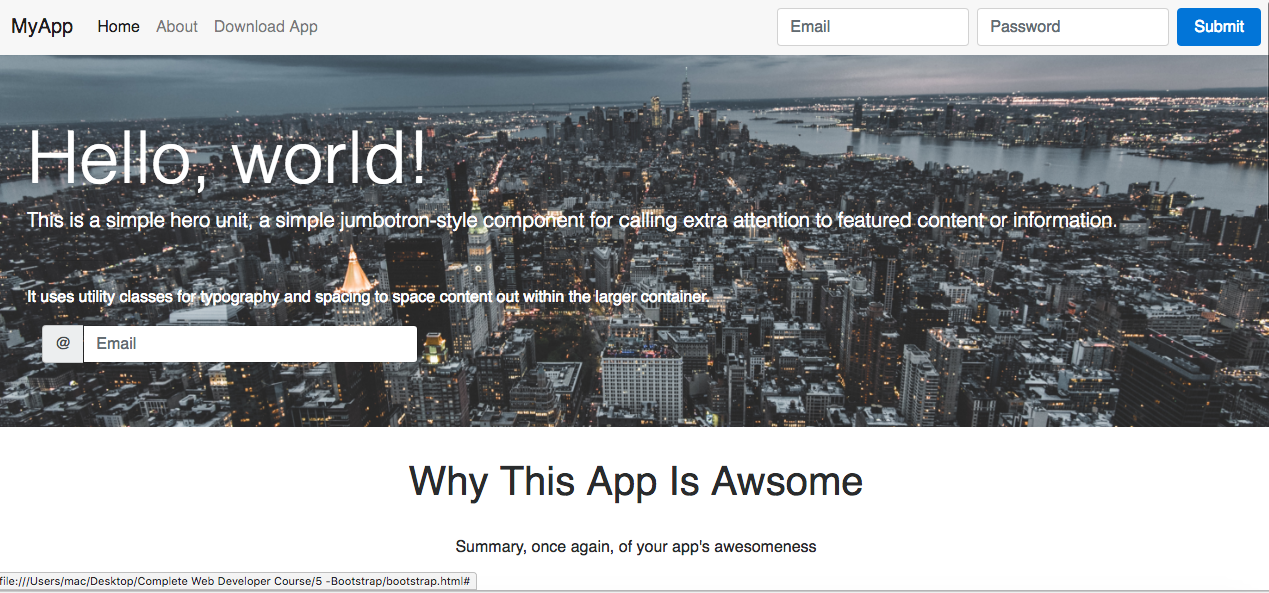 MyApp Home About Download App Email Password Submit
Hello, world!
This is a simple hero unit, a simple jumbotron-style component for calling extra attention to featured content or information.
It uses utility classes for typography and spacing to space content out within the larger container.
@ Email
Why This App Is Awsome
Summary, once again, of your app's awesomeness
file:///Users/mac/Desktop/Complete Web Developer Course/5 -Bootstrap/bootstrap.html#